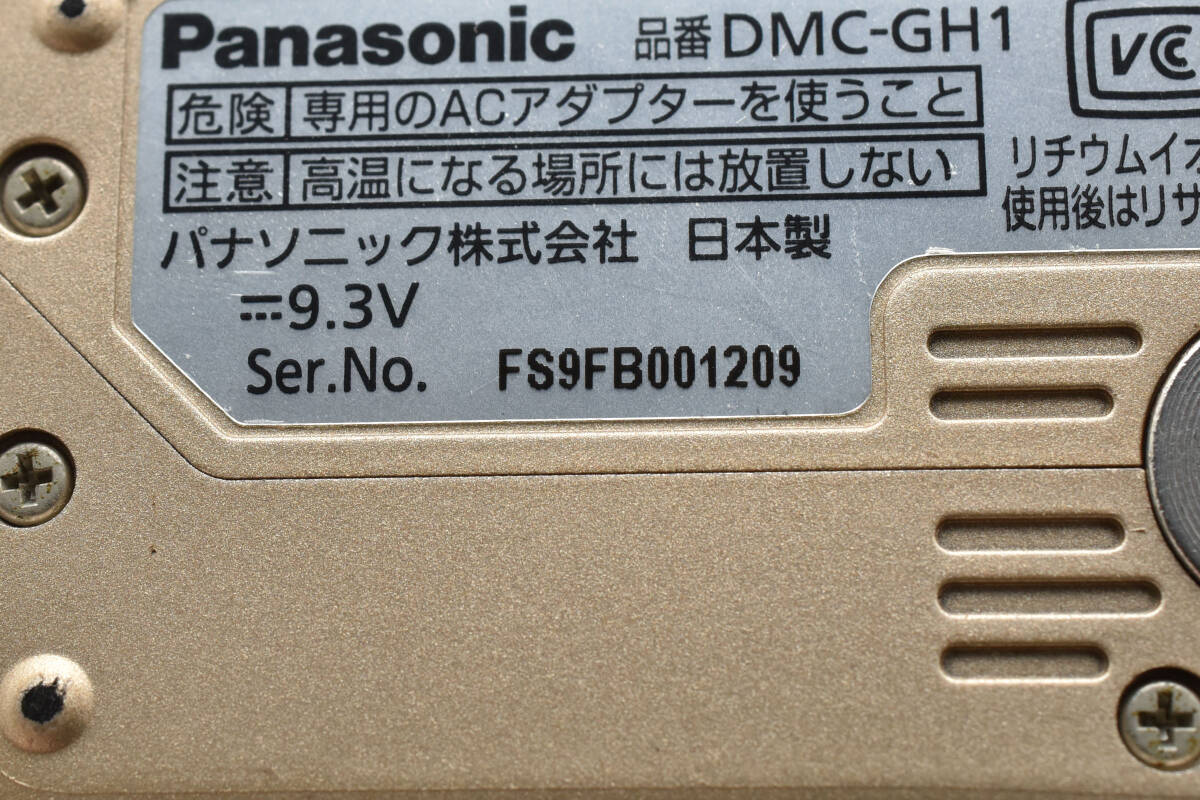 Panasonic 品番 DMC-GH1
危険 専用のACアダプターを使うこと
注意 高温になる場所には放置しない
パナソニック株式会社 日本製
⎓9.3V
Ser.No. FS9FB001209
VC
リチウムイオ
使用後はリサ